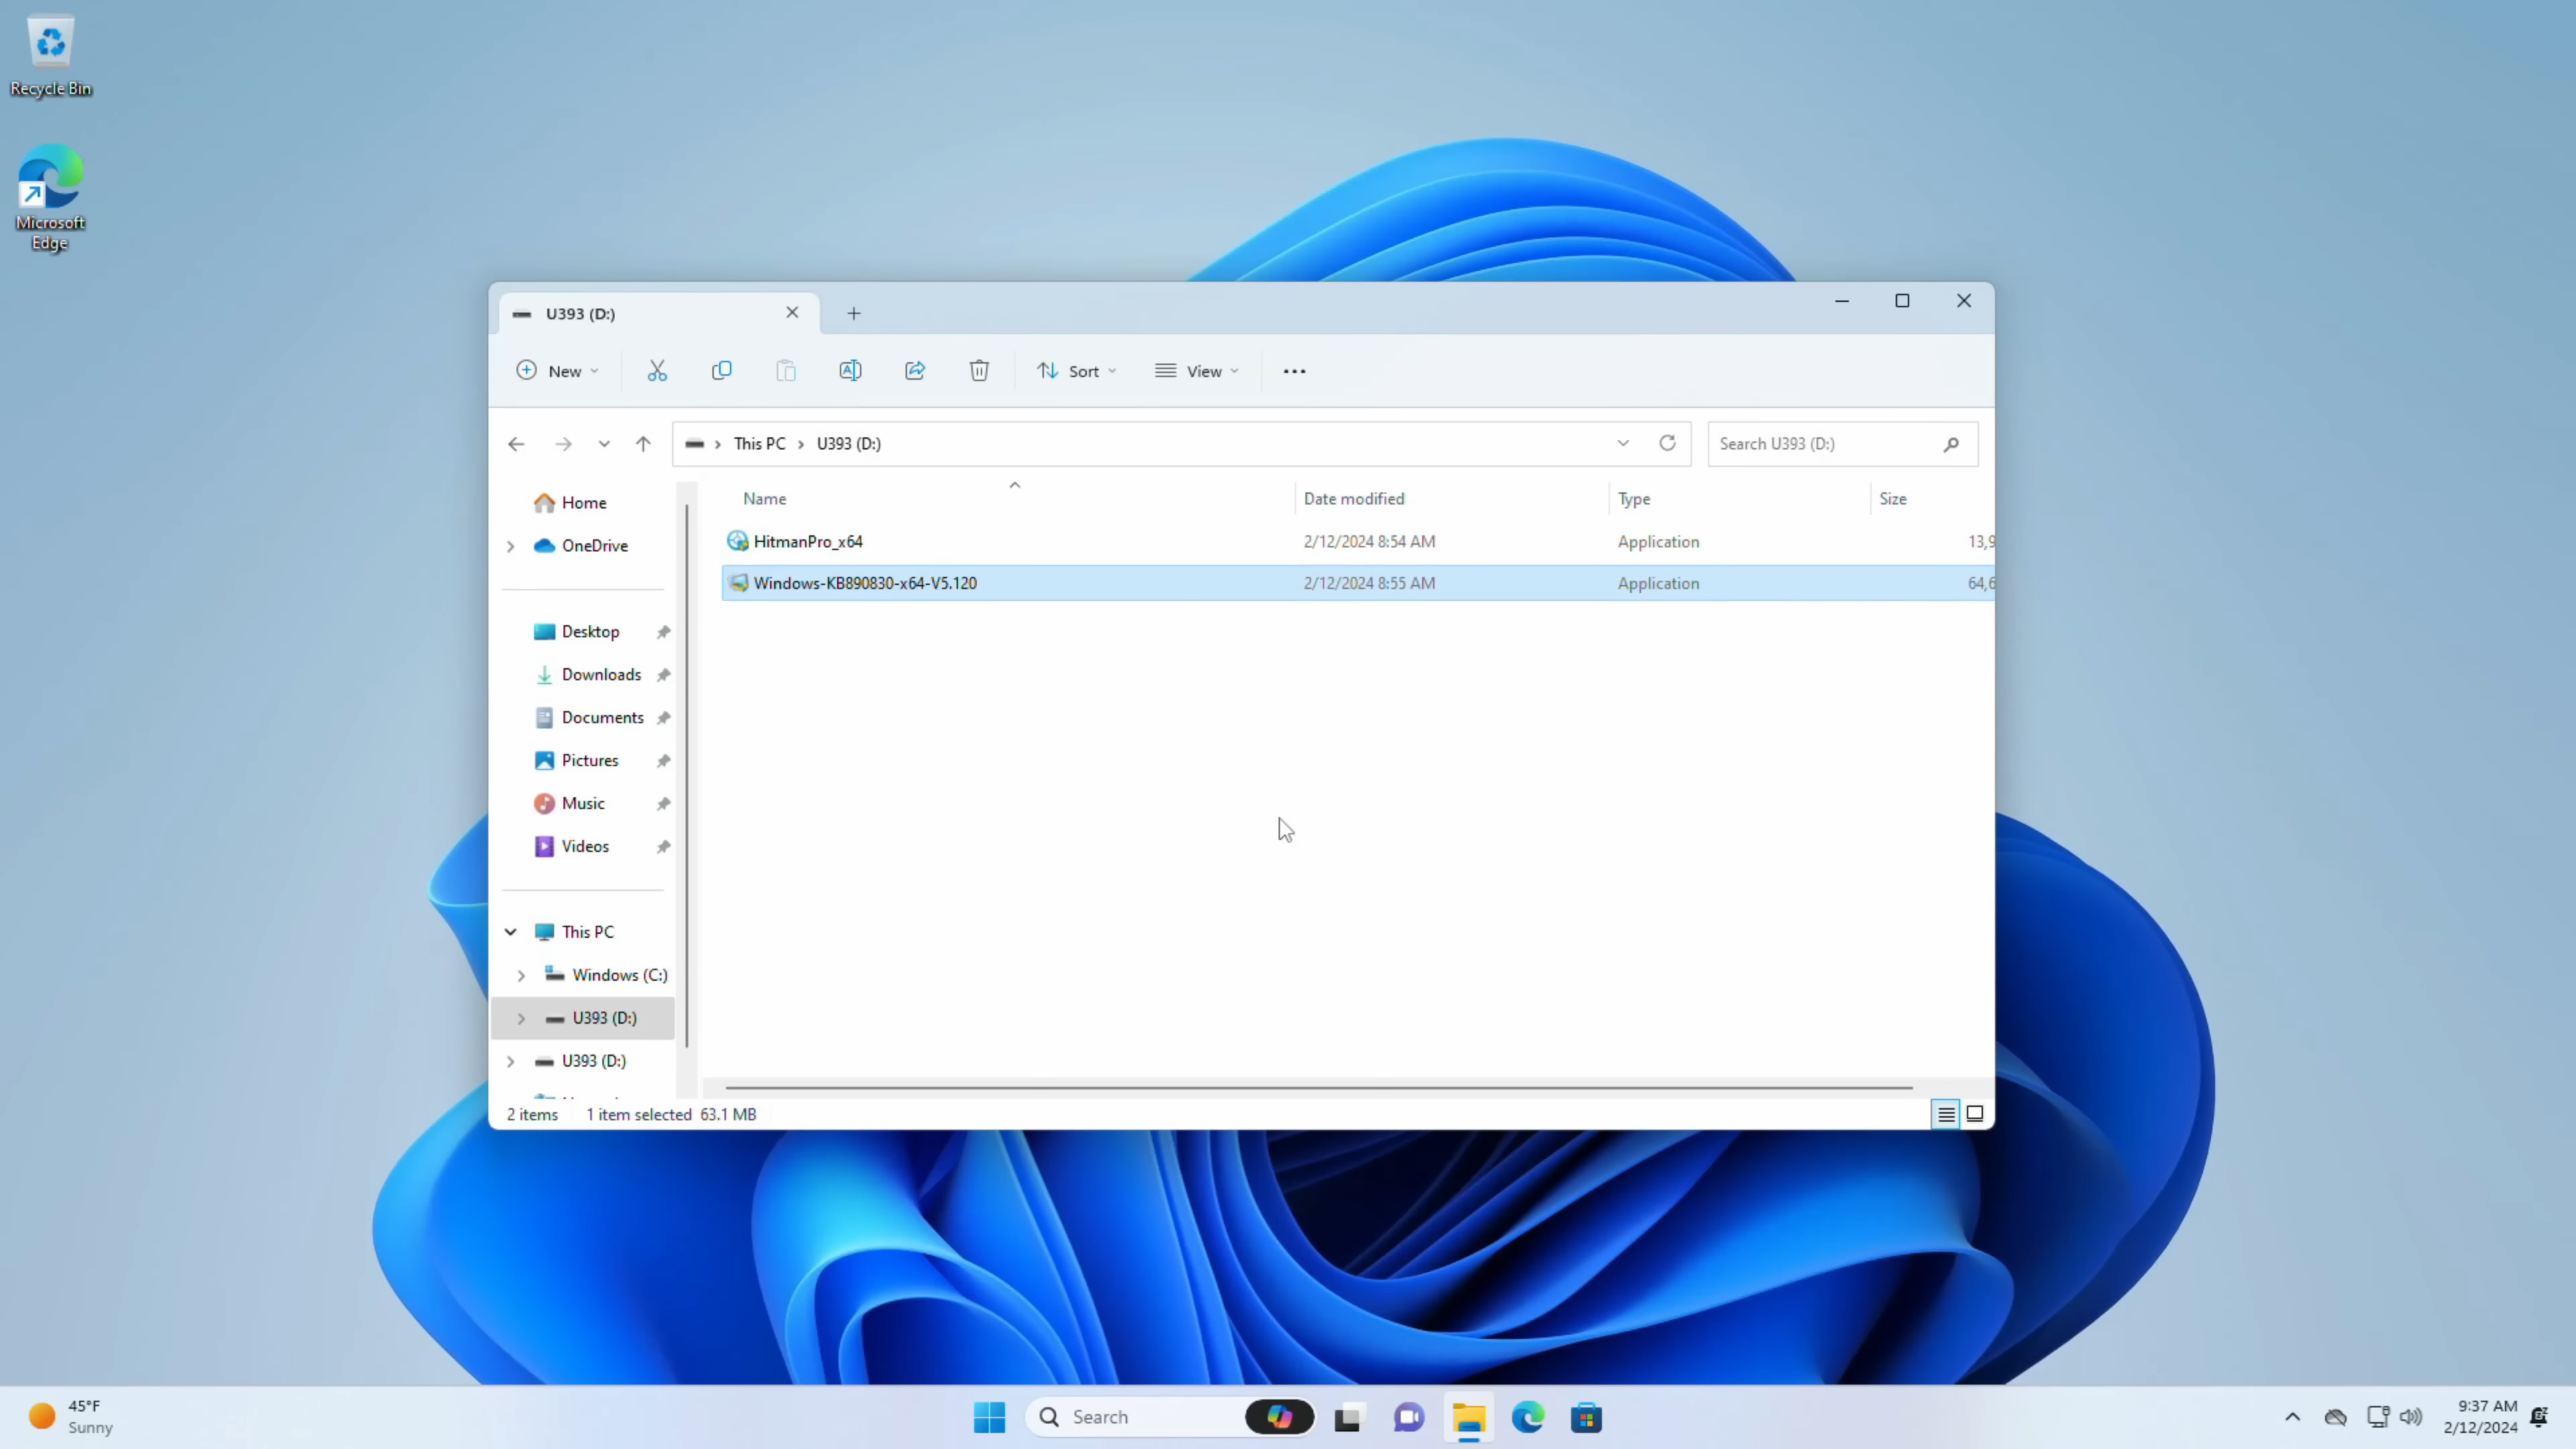 Recycle Bin
Microsoft
Edge
U393 (D:)
New
Sort
View
This PC
U393 (D:)
Search U393 (D:)
Name
Date modified
Type
Size
HitmanPro_x64
2/12/2024 8:54 AM
Application
13,9
Windows-KB890830-x64-V5.120
2/12/2024 8:55 AM
Application
64,6
Home
OneDrive
Desktop
Downloads
Documents
Pictures
Music
Videos
This PC
Windows (C:)
U393 (D:)
U393 (D:)
2 items
1 item selected 63.1 MB
45°F
Sunny
Search
9:37 AM
2/12/2024